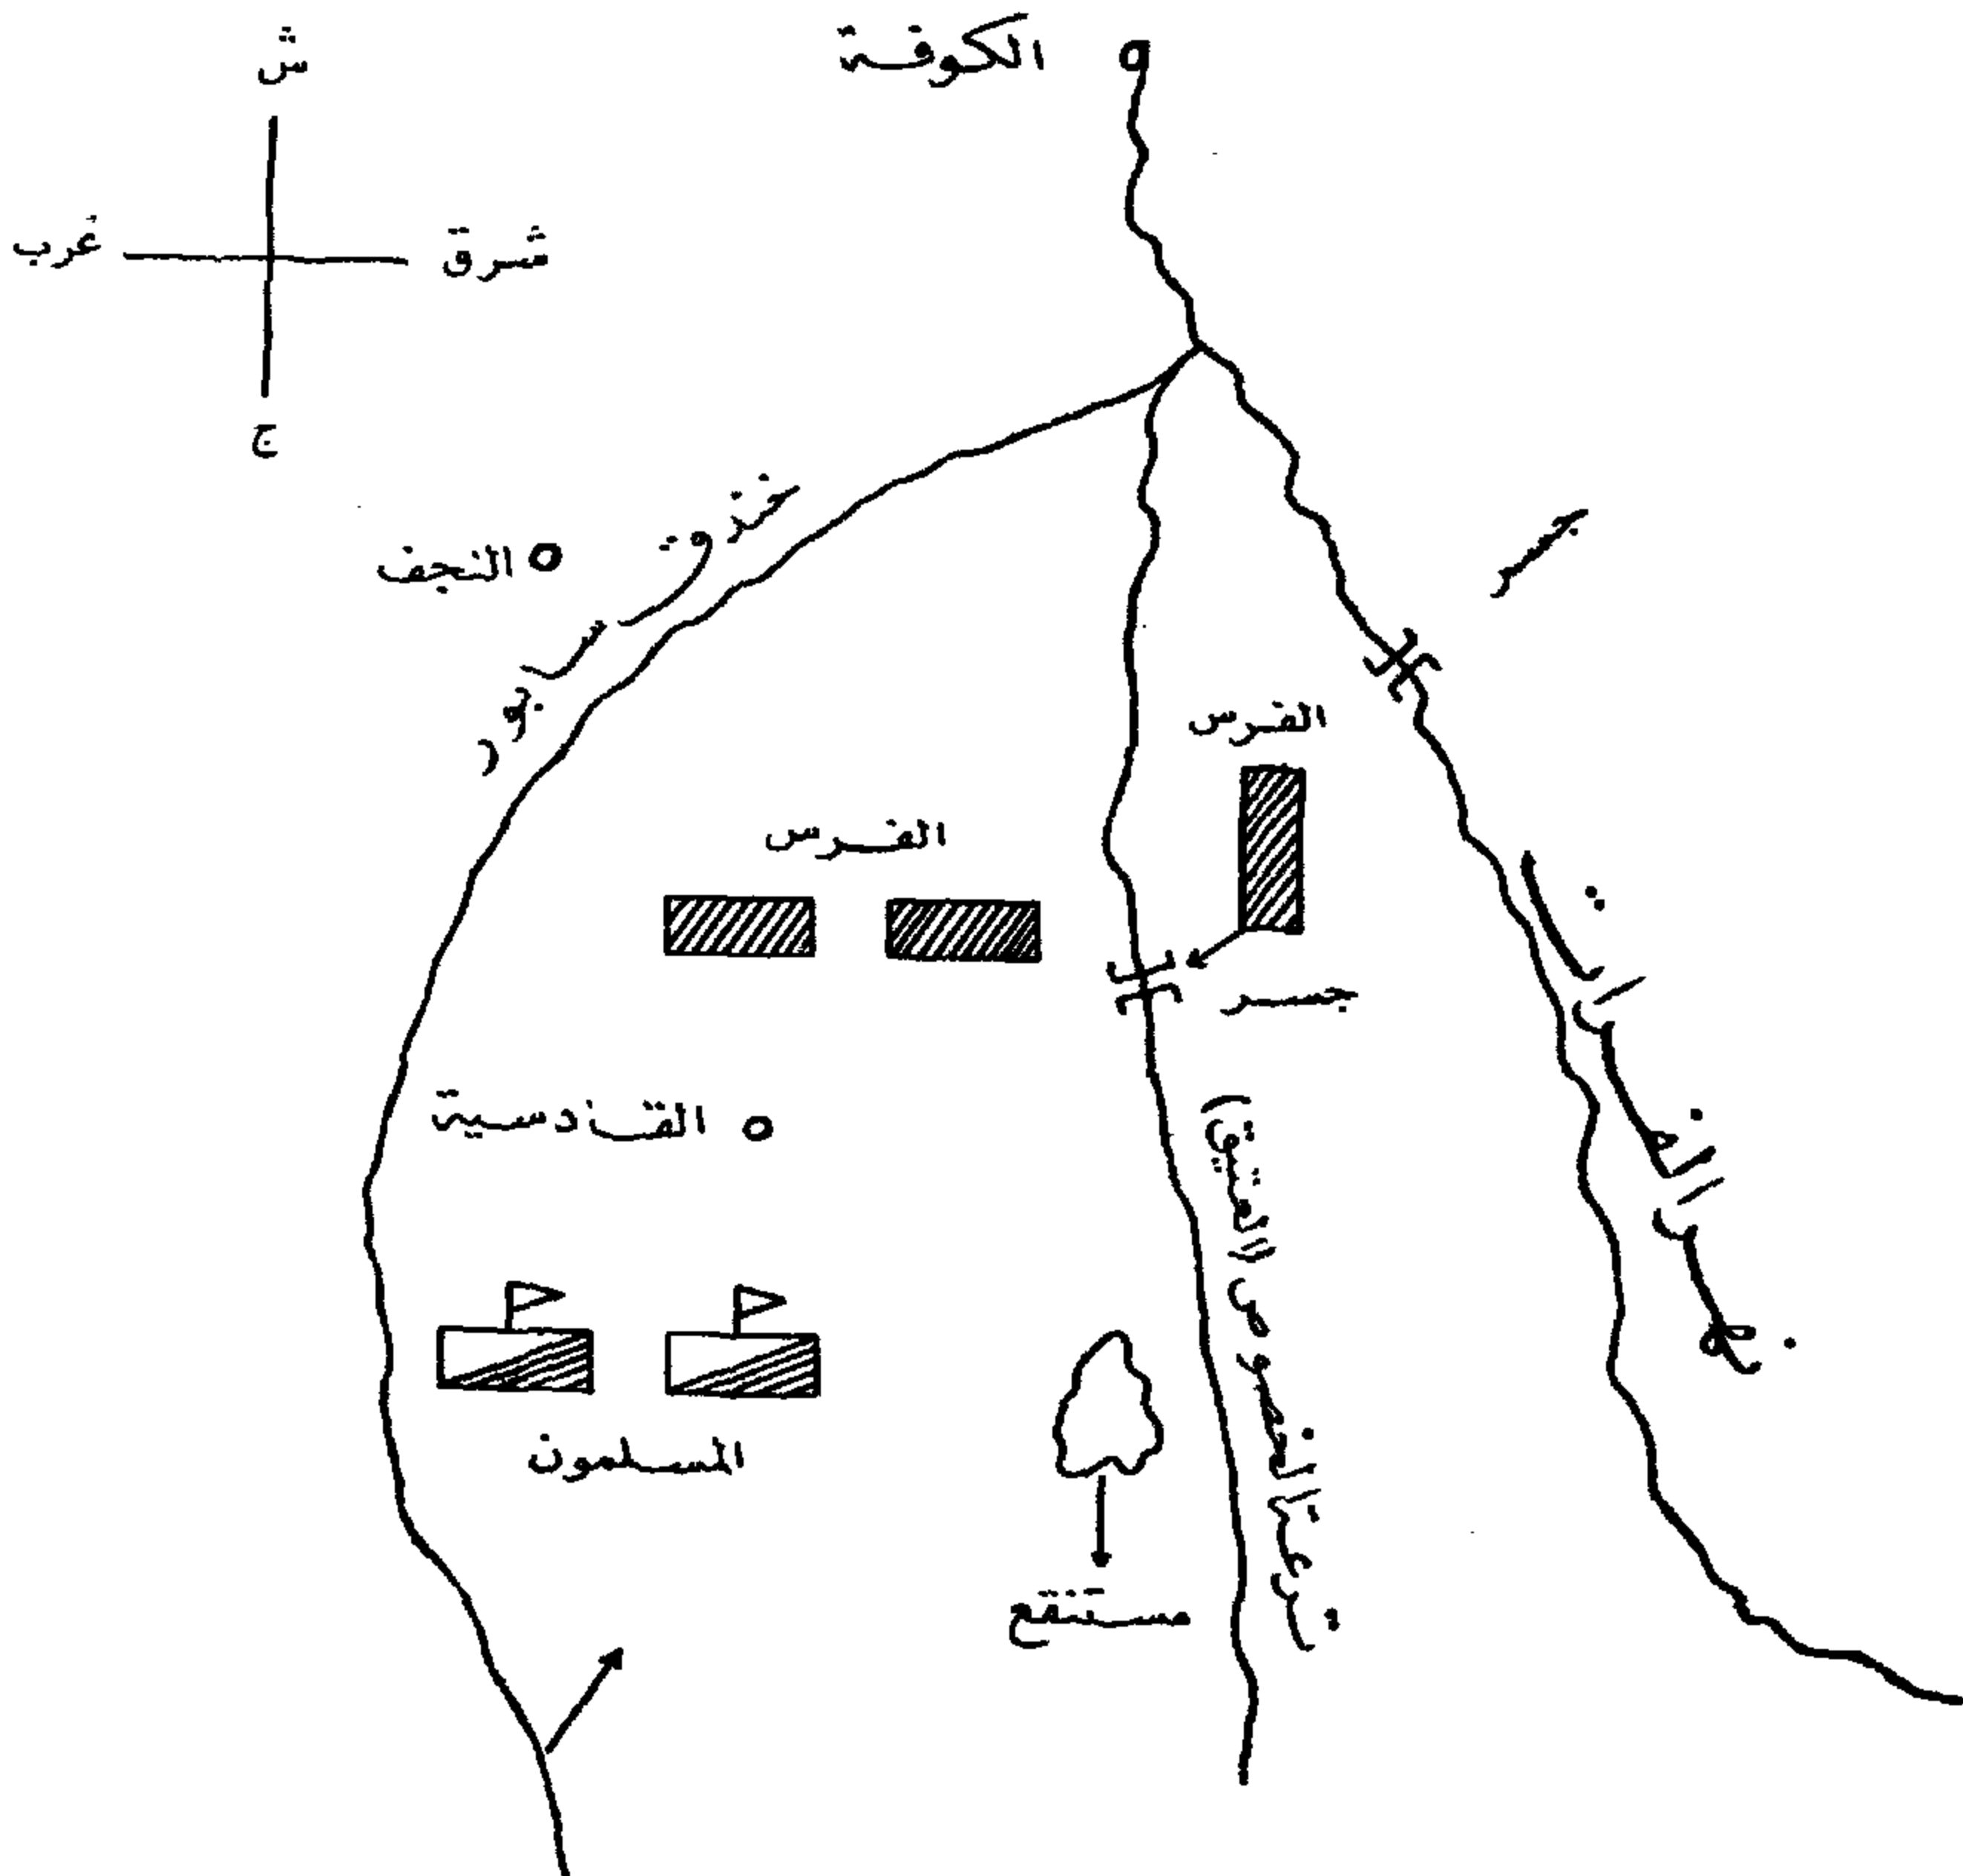 ش
غرب
شرق
ج
الكوفة
النجف
خندق سابور
جسر
الفرس
الفرس
جسر
القادسية
المسلمون
مستنقع
نهر الفرات